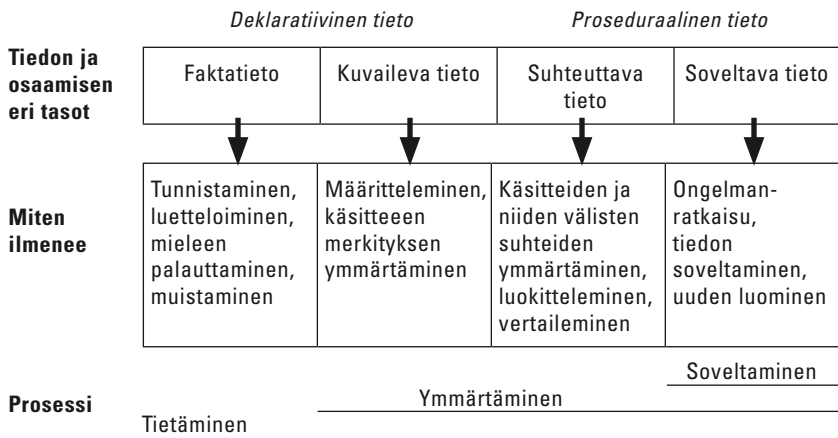 Deklaratiivinen tieto Proseduraalinen tieto
Tiedon ja
osaamisen
eri tasot
Faktatieto
Kuvaileva tieto
Suhteuttava
tieto
Soveltava tieto
Miten
ilmenee
Tunnistaminen,
luetteloiminen,
mieleen
palauttaminen,
muistaminen
Määritteleminen,
käsitteeen
merkityksen
ymmärtäminen
Käsitteiden ja
niiden välisten
suhteiden
ymmärtäminen,
luokitteleminen,
vertaileminen
Ongelman-
ratkaisu,
tiedon
soveltaminen,
uuden luominen
Prosessi
Soveltaminen
Ymmärtäminen
Tietäminen